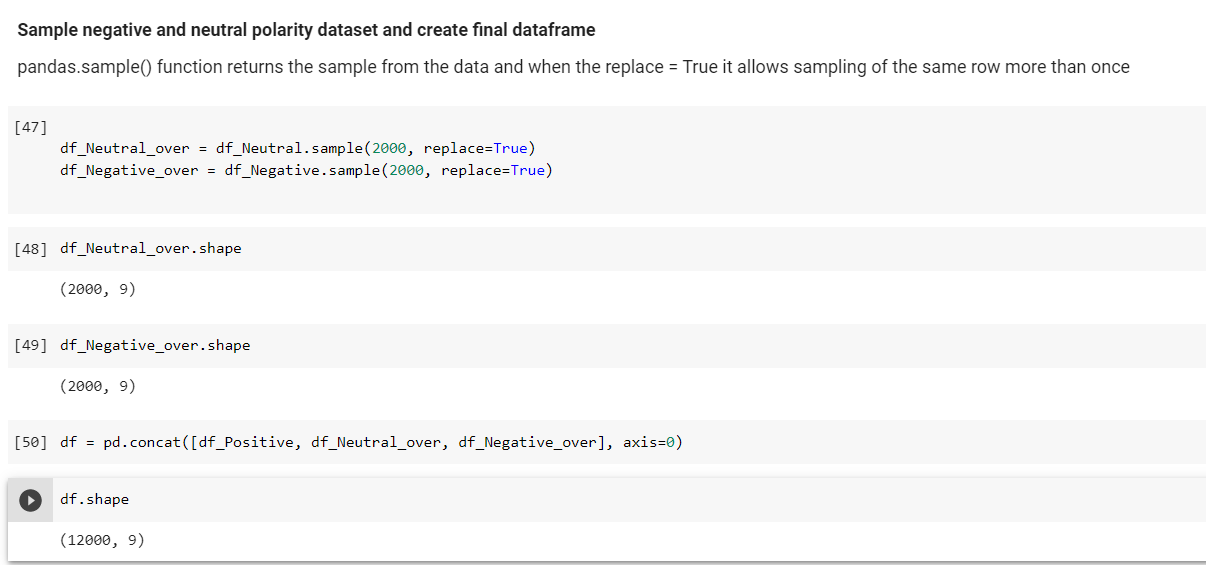 Sample negative and neutral polarity dataset and create final dataframe
pandas.sample() function returns the sample from the data and when the replace = True it allows sampling of the same row more than once
[47]
df_Neutral_over = df_Neutral.sample(2000, replace=True)
df_Negative_over = df_Negative.sample(2000, replace=True)
[48] df_Neutral_over.shape
(2000, 9)
[49] df_Negative_over.shape
(2000, 9)
[50] df = pd.concat([df_Positive, df_Neutral_over, df_Negative_over], axis=0)
df.shape
(12000, 9)